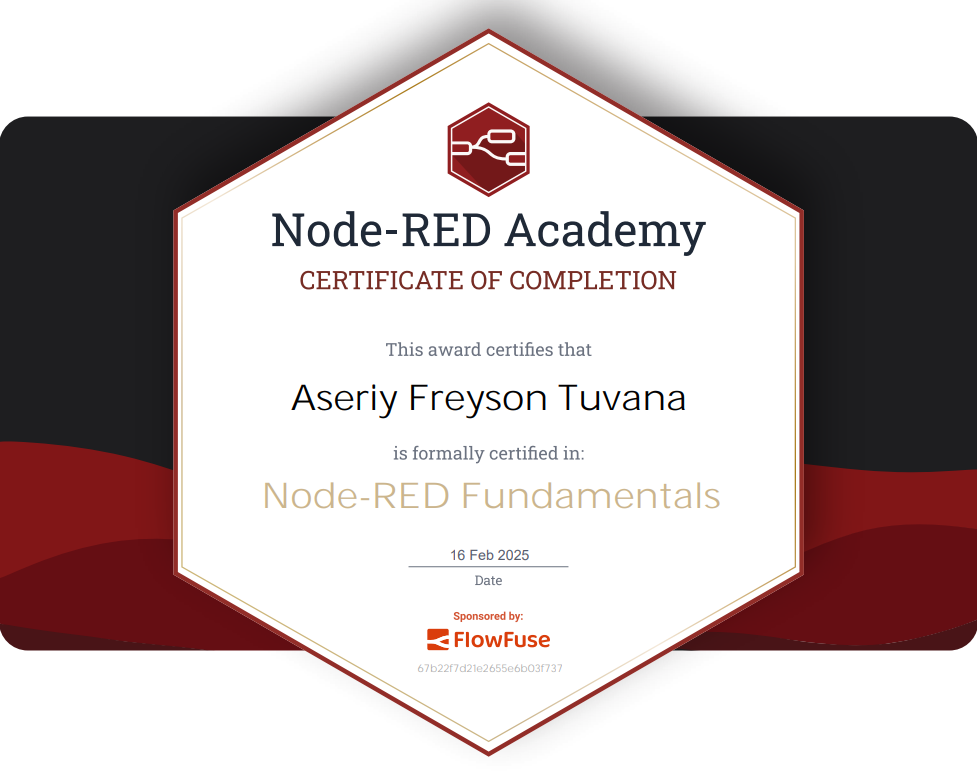 Node-RED Academy
CERTIFICATE OF COMPLETION
This award certifies that
Aseriy Freyson Tuvana
is formally certified in:
Node-RED Fundamentals
16 Feb 2025
Date
Sponsored by:
FlowFuse
67b22f7d21e2655e6b03f737